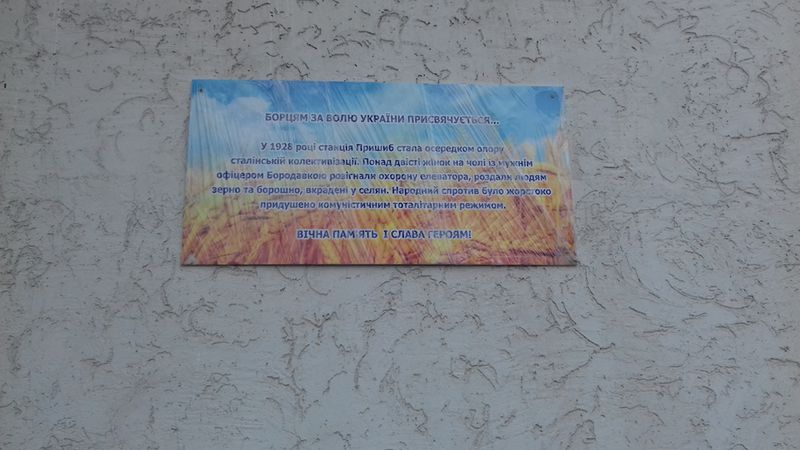 БОРЦЯМ ЗА ВОЛЮ УКРАЇНИ ПРИСВЯЧУЄТЬСЯ...
У 1928 році станція Пришиб стала осередком опору
сталінській колективізації. Понад двісті жінок на чолі із мужнім
офіцером Бородавкою розігнали охорону елеватора, роздали людям
зерно та борошно, вкрадені у селян. Народний спротив було жорстоко
придушено комуністичним тоталітарним режимом.
ВІЧНА ПАМ'ЯТЬ І СЛАВА ГЕРОЯМ!